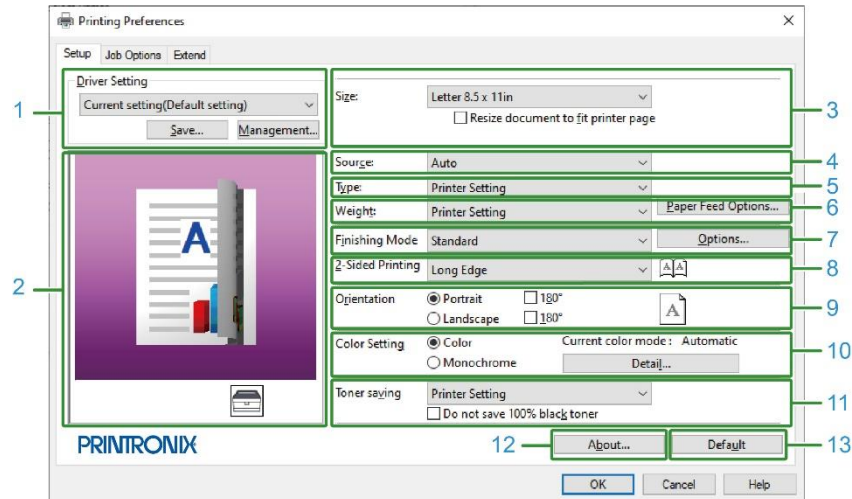 Printing Preferences
Setup Job Options Extend
Driver Setting
Current setting(Default setting)
Save... Management...
1
Size: Letter 8.5 x 11in
Resize document to fit printer page
3
Source: Auto
4
Type: Printer Setting
5
Weight: Printer Setting Paper Feed Options...
6
Finishing Mode Standard Options...
7
2-Sided Printing Long Edge AA
8
Orientation Portrait 180°
Landscape 180°
A
9
Color Setting Color Current color mode : Automatic
Monochrome Detail...
10
Toner saving Printer Setting
Do not save 100% black toner
11
A
2
PRINTRONIX
12 About... Default 13
OK Cancel Help